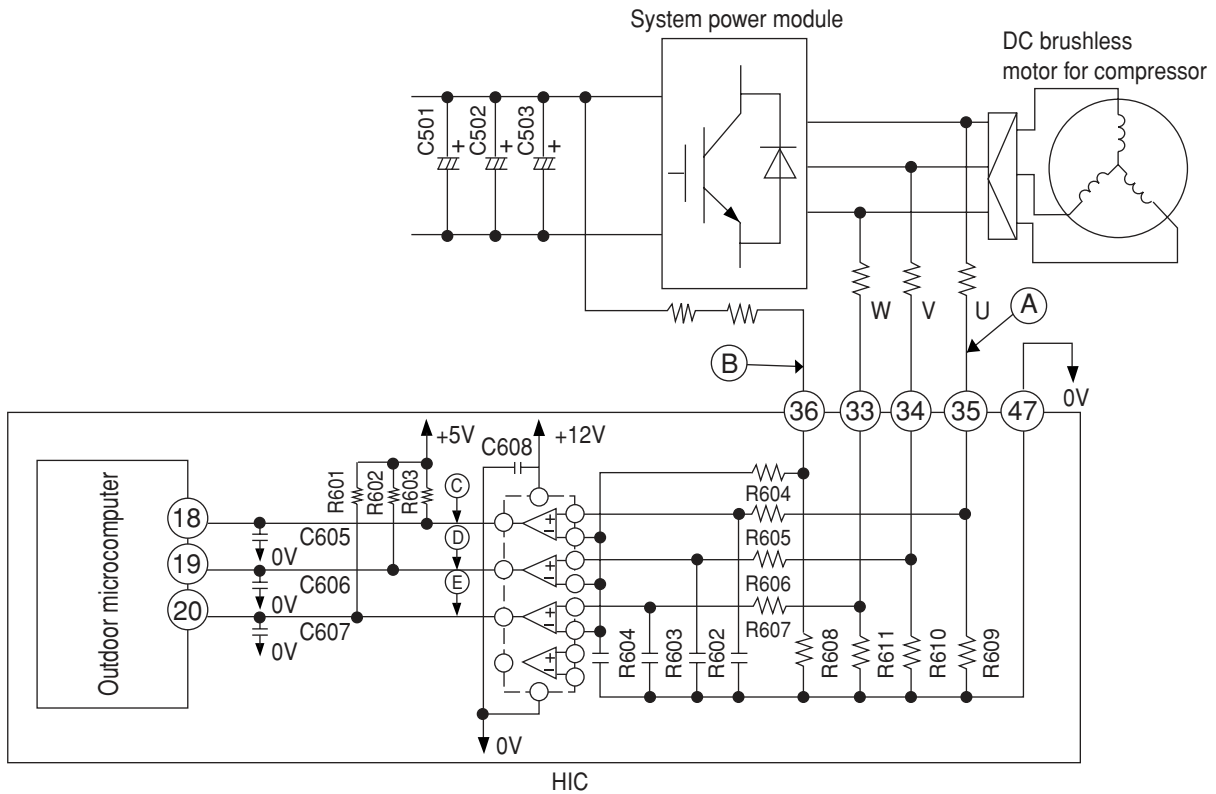 System power module
DC brushless
motor for compressor
C501
+
C502
+
C503
+
W
V
U
A
B
36
33
34
35
47
0V
+5V
C608
+12V
R601
R602
R603
C
D
E
R604
R605
R606
R607
Outdoor microcomputer
18
19
20
C605
0V
C606
0V
C607
0V
+
−
+
−
+
−
+
−
R604
R603
R602
R608
R611
R610
R609
0V
HIC